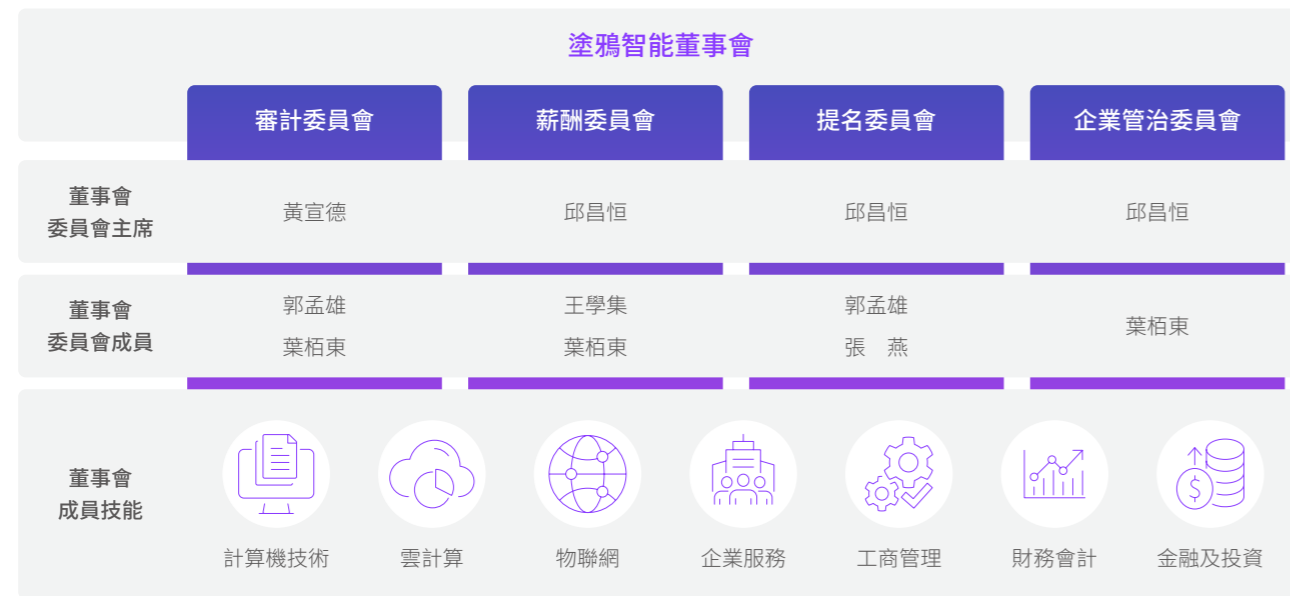 塗鴉智能董事會
審計委員會
薪酬委員會
提名委員會
企業管治委員會
董事會
委員會主席
黃宣德
邱昌恒
邱昌恒
邱昌恒
董事會
委員會成員
郭孟雄
葉栢東
王學集
葉栢東
郭孟雄
張　燕
葉栢東
董事會
成員技能
計算機技術
雲計算
物聯網
企業服務
工商管理
財務會計
金融及投資